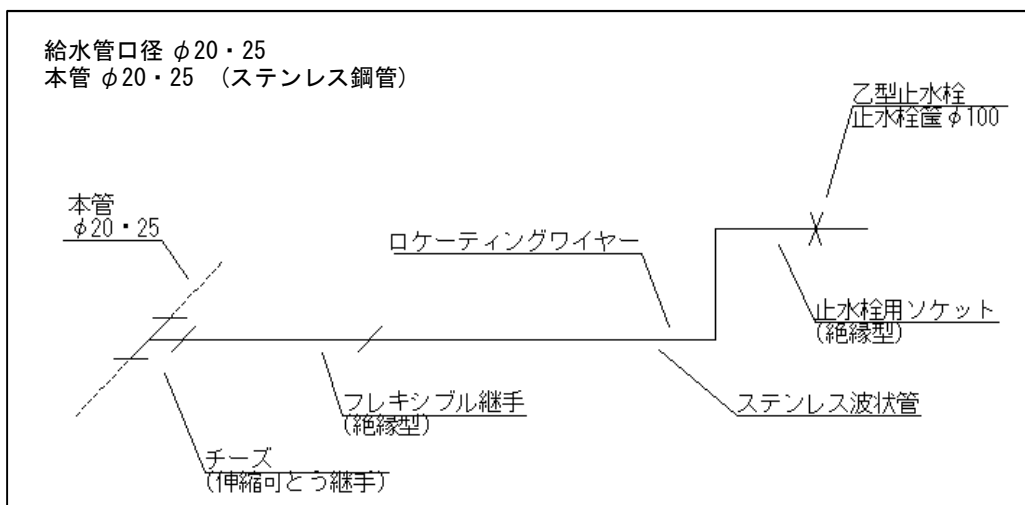 給水管口径 φ20・25
本管 φ20・25 （ステンレス鋼管）
乙型止水栓
止水栓筺φ100
本管
φ20・25
ロケーティングワイヤー
止水栓用ソケット
(絶縁型)
フレキシブル継手
(絶縁型)
ステンレス波状管
チーズ
(伸縮可とう継手)